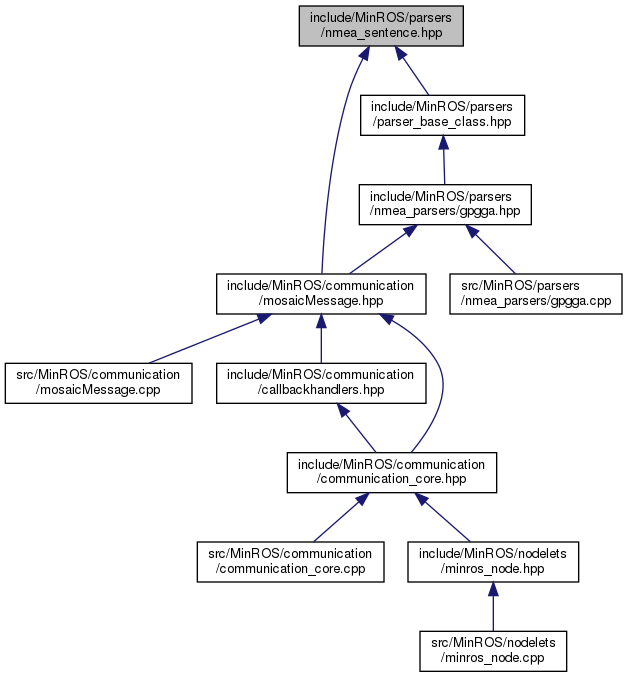 include/MinROS/parsers
/nmea_sentence.hpp
include/MinROS/parsers
/parser_base_class.hpp
include/MinROS/parsers
/nmea_parsers/gpgga.hpp
include/MinROS/communication
/mosaicMessage.hpp
src/MinROS/parsers
/nmea_parsers/gpgga.cpp
src/MinROS/communication
/mosaicMessage.cpp
include/MinROS/communication
/callbackhandlers.hpp
include/MinROS/communication
/communication_core.hpp
src/MinROS/communication
/communication_core.cpp
include/MinROS/nodelets
/minros_node.hpp
src/MinROS/nodelets
/minros_node.cpp